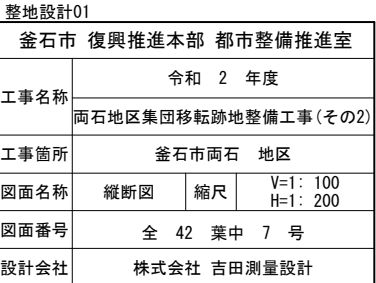 整地設計01
釜石市 復興推進本部 都市整備推進室
工事名称
令和 2 年度
両石地区集団移転跡地整備工事(その2)
工事箇所 釜石市両石 地区
図面名称 縦断図 縮尺 V=1: 100
H=1: 200
図面番号 全 42 葉中 7 号
設計会社 株式会社 吉田測量設計